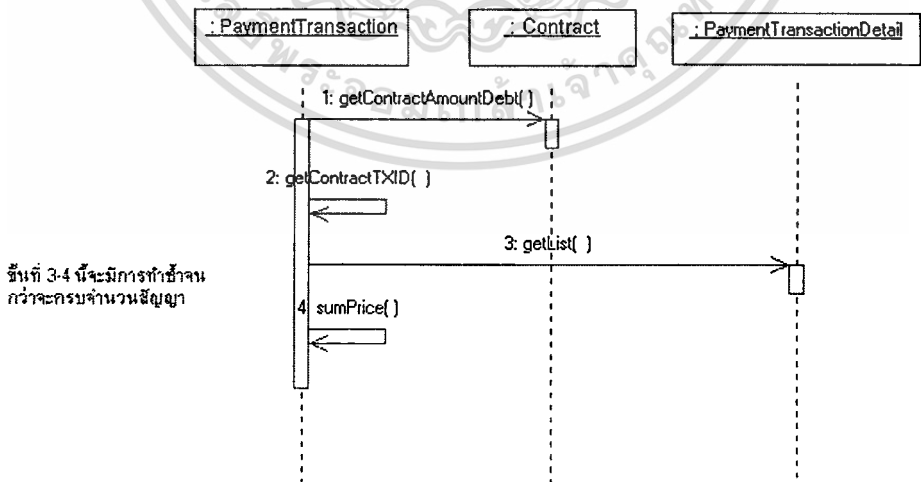 : PaymentTransaction
: Contract
: PaymentTransactionDetail
1: getContractAmountDebt( )
2: getContractTXID( )
3: getList( )
ขั้นที่ 3-4 นี้จะมีการทำซ้ำจน
กว่าจะครบจำนวนสัญญา
4: sumPrice( )